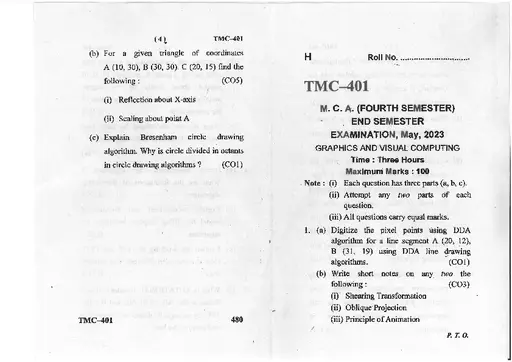 ( 4 ) TMC–401
(b) For a given triangle of coordinates
A (10, 30), B (30, 30) C (20, 15) find the
following : (CO5)
(i) Reflection about X-axis
(ii) Scaling about point A
(c) Explain Bresenham circle drawing
algorithm. Why is circle divided in octants
in circle drawing algorithms ? (CO1)
TMC–401 480
H Roll No. ..............................
TMC–401
M. C. A. (FOURTH SEMESTER)
END SEMESTER
EXAMINATION, May, 2023
GRAPHICS AND VISUAL COMPUTING
Time : Three Hours
Maximum Marks : 100
Note : (i) Each question has three parts (a, b, c).
(ii) Attempt any two parts of each
question.
(iii) All questions carry equal marks.
1. (a) Digitize the pixel points using DDA
algorithm for a line segment A (20, 12),
B (31, 19) using DDA line drawing
algorithms. (CO1)
(b) Write short notes on any two the
following : (CO3)
(i) Shearing Transformation
(ii) Oblique Projection
(iii) Principle of Animation
P. T. O.